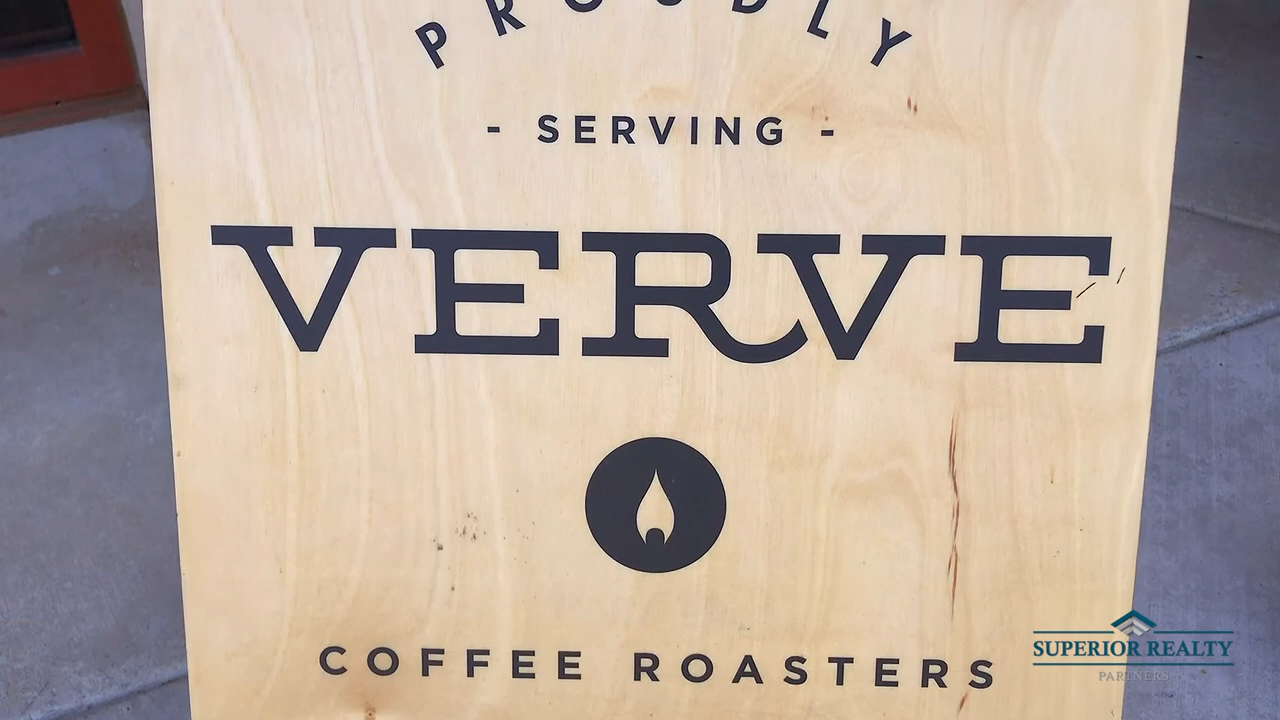 PROUDLY
- SERVING -
VERVE
COFFEE ROASTERS
SUPERIOR REALTY
PARTNERS